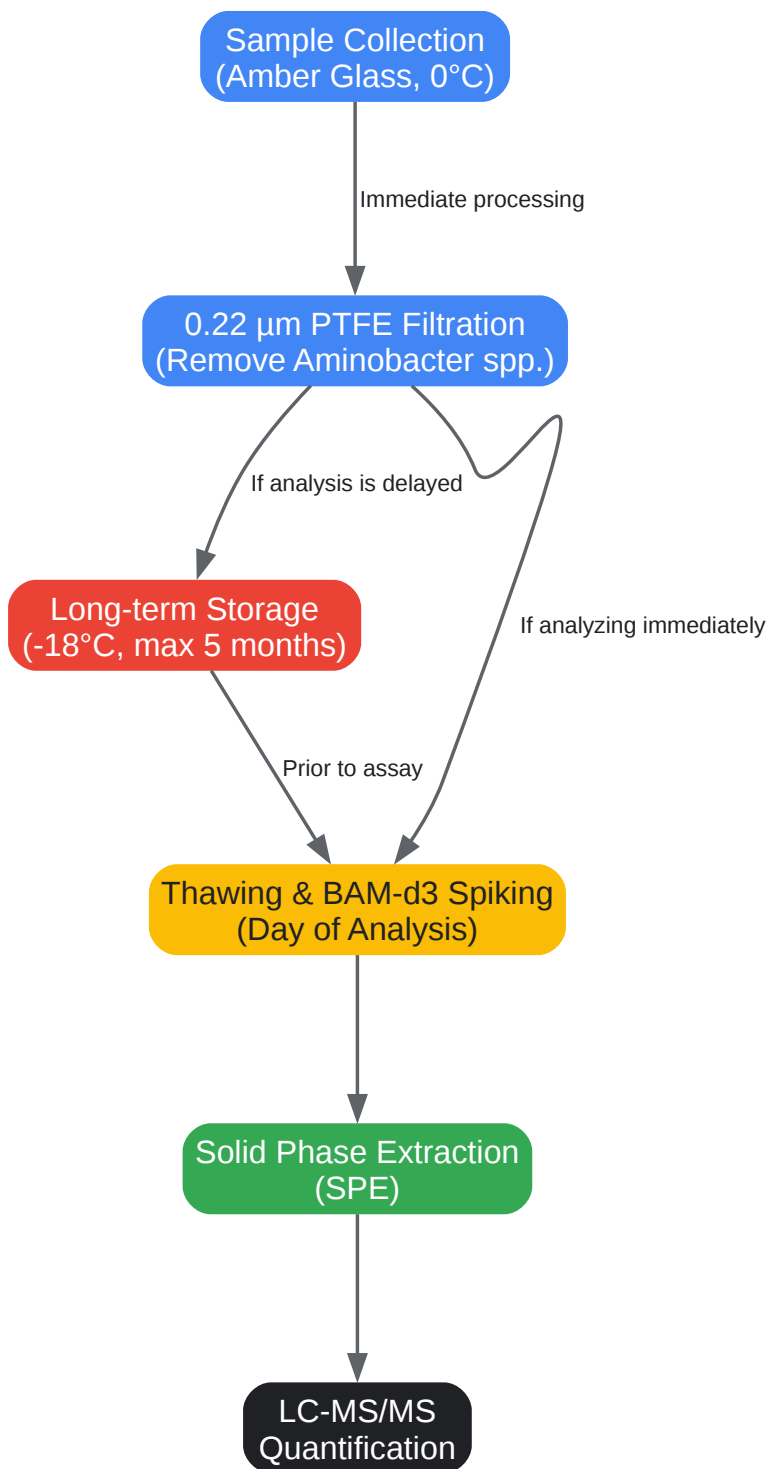 Sample Collection
(Amber Glass, 0°C)
Immediate processing
0.22 µm PTFE Filtration
(Remove Aminobacter spp.)
If analysis is delayed
Long-term Storage
(-18°C, max 5 months)
If analyzing immediately
Prior to assay
Thawing & BAM-d3 Spiking
(Day of Analysis)
Solid Phase Extraction
(SPE)
LC-MS/MS
Quantification